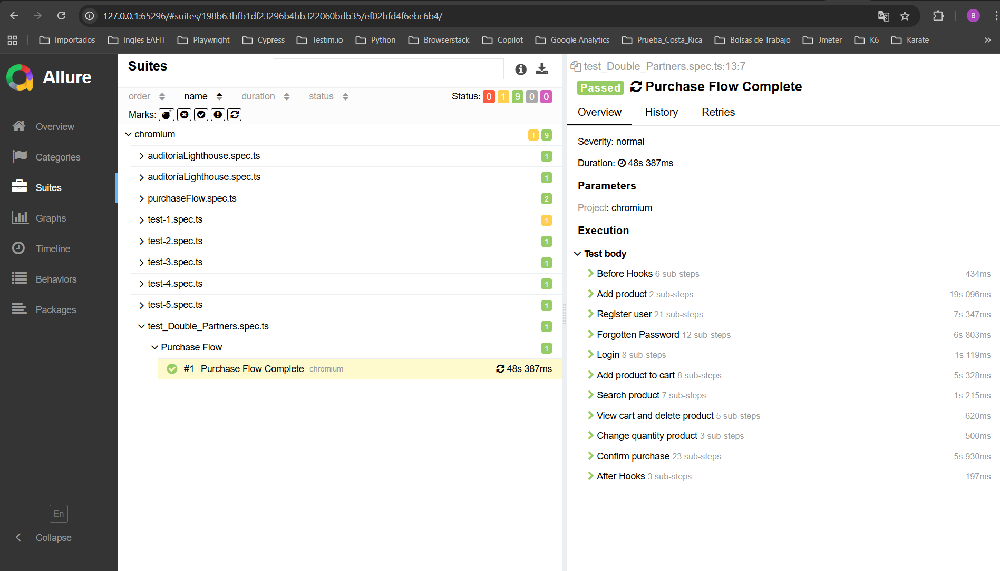 127.0.0.1:65296/#suites/198b63bfb1df23296b4bb322060bdb35/ef02bfd4f6ebc6b4/
B
Importados Ingles EAFIT Playwright Cypress Testim.io Python Browserstack Copilot Google Analytics Prueba_Costa_Rica Bolsas de Trabajo Jmeter K6 Karate »
Allure
Overview
Categories
Suites
Graphs
Timeline
Behaviors
Packages
En
Collapse
Suites
order name duration status Status: 0 1 9 0 0
Marks:
chromium 1 9
auditoriaLighthouse.spec.ts 1
auditoríaLighthouse.spec.ts 1
purchaseFlow.spec.ts 2
test-1.spec.ts 1
test-2.spec.ts 1
test-3.spec.ts 1
test-4.spec.ts 1
test-5.spec.ts 1
test_Double_Partners.spec.ts 1
Purchase Flow 1
#1 Purchase Flow Complete chromium 48s 387ms
test_Double_Partners.spec.ts:13:7
Passed Purchase Flow Complete
Overview History Retries
Severity: normal
Duration: 48s 387ms
Parameters
Project: chromium
Execution
Test body
Before Hooks 6 sub-steps 434ms
Add product 2 sub-steps 19s 096ms
Register user 21 sub-steps 7s 347ms
Forgotten Password 12 sub-steps 6s 803ms
Login 8 sub-steps 1s 119ms
Add product to cart 8 sub-steps 5s 328ms
Search product 7 sub-steps 1s 215ms
View cart and delete product 5 sub-steps 620ms
Change quantity product 3 sub-steps 500ms
Confirm purchase 23 sub-steps 5s 930ms
After Hooks 3 sub-steps 197ms